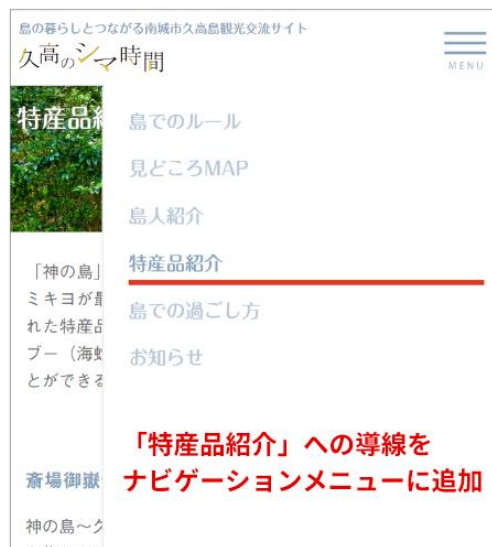 島の暮らしとつながる南城市久高島観光交流サイト
久高のシマ時間
MENU
特産品
島でのルール
見どころMAP
島人紹介
特産品紹介
島での過ごし方
お知らせ
「神の島」
ミキヨが
れた特産品
ブー(海蛇
とができる
「特産品紹介」への導線を
ナビゲーションメニューに追加
斎場御嶽
神の島～ク